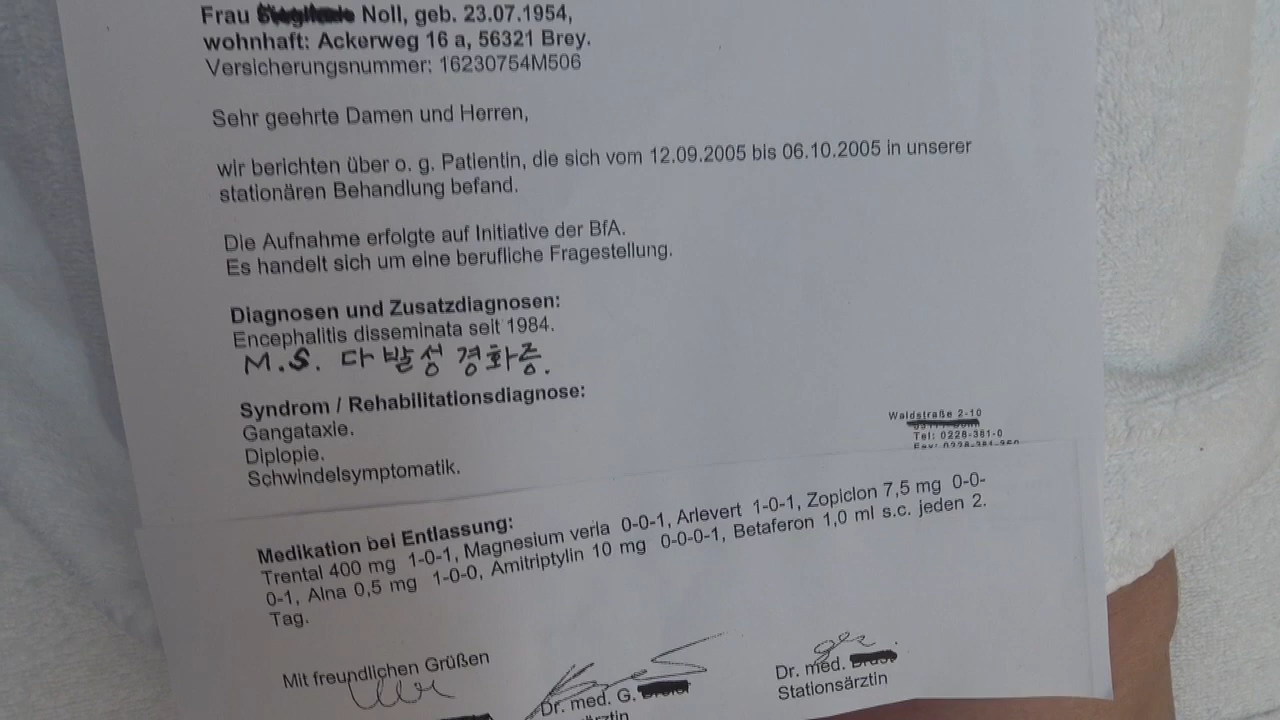 Frau Noll, geb. 23.07.1954,
wohnhaft: Ackerweg 16 a, 56321 Brey.
Versicherungsnummer: 16230754M506
Sehr geehrte Damen und Herren,
wir berichten über o. g. Patientin, die sich vom 12.09.2005 bis 06.10.2005 in unserer
stationären Behandlung befand.
Die Aufnahme erfolgte auf Initiative der BfA.
Es handelt sich um eine berufliche Fragestellung.
Diagnosen und Zusatzdiagnosen:
Encephalitis disseminata seit 1984.
M.S. 다발성 경화증.
Syndrom / Rehabilitationsdiagnose:
Gangataxie.
Diplopie.
Schwindelsymptomatik.
Waldstraße 2-10
Tel: 0228-381-0
Medikation bei Entlassung:
Trental 400 mg 1-0-1, Magnesium verla 0-0-1, Arlevert 1-0-1, Zopiclon 7,5 mg 0-0-
0-1, Alna 0,5 mg 1-0-0, Amitriptylin 10 mg 0-0-0-1, Betaferon 1,0 ml s.c. jeden 2.
Tag.
Mit freundlichen Grüßen
Dr. med. G.
gez.
Dr. med.
Stationsärztin